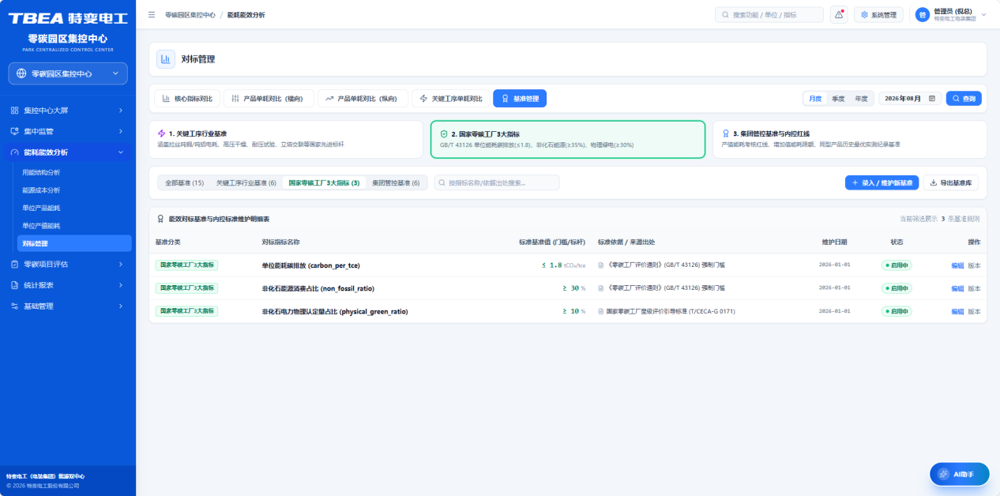 TBEA 特变电工
零碳园区集控中心
PARK CENTRALIZED CONTROL CENTER
零碳园区集控中心
集控中心大屏
集中监管
能耗能效分析
用能结构分析
能源成本分析
单位产品能耗
单位产值能耗
对标管理
零碳项目评估
统计报表
基础管理
特变电工（电装集团）能源双中心
© 2026 特变电工股份有限公司
零碳园区集控中心 / 能耗能效分析
搜索功能 / 单位 / 指标
系统管理
管
管理员 (倪总)
特变电工电装集团
对标管理
核心指标对比
产品单耗对比（横向）
产品单耗对比（纵向）
关键工序单耗对比
基准管理
月度 季度 年度
2026年08月
查询
1. 关键工序行业基准
涵盖拉丝吨铜/吨铝电耗、高压干燥、耐压试验、立塔交联等国家先进标杆
2. 国家零碳工厂3大指标
GB/T 43126 单位能耗碳排放(≤1.8)、非化石能源(≥35%)、物理绿电(≥30%)
3. 集团管控基准与内控红线
产值能耗考核红线、增加值能耗限额、同型产品历史最优实测纪录基准
全部基准 (15) 关键工序行业基准 (6) 国家零碳工厂3大指标 (3) 集团管控基准 (6)
按指标名称/依据出处搜索...
+ 录入 / 维护新基准
导出基准库
能效对标基准与内控标准维护明细表
当前筛选展示 3 条基准规则
基准分类 对标指标名称 标准基准值 (门槛/标杆) 标准依据 / 来源出处 维护日期 状态 操作
国家零碳工厂3大指标 单位能耗碳排放 (carbon_per_tce) ≤ 1.8 tCO₂/tce 《零碳工厂评价通则》(GB/T 43126) 强制门槛 2026-01-01 启用中 编辑 版本
国家零碳工厂3大指标 非化石能源消费占比 (non_fossil_ratio) ≥ 30 % 《零碳工厂评价通则》(GB/T 43126) 强制门槛 2026-01-01 启用中 编辑 版本
国家零碳工厂3大指标 非化石电力物理认定量占比 (physical_green_ratio) ≥ 10 % 国家零碳工厂星级评价引导标准 (T/CECA-G 0171) 2026-01-01 启用中 编辑 版本
AI助手